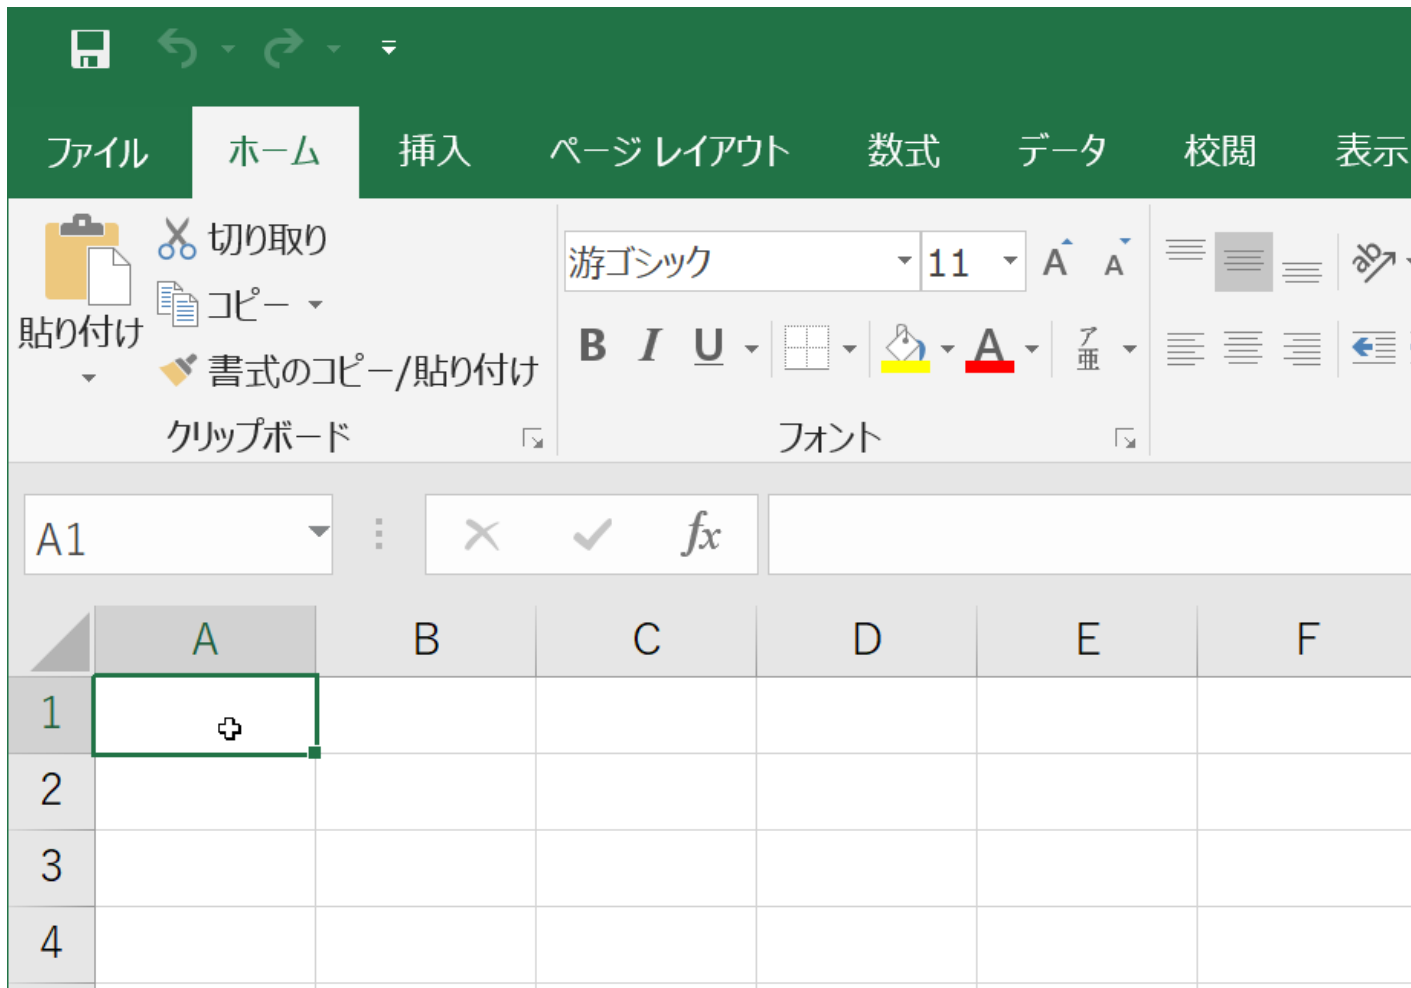 ファイル ホーム 挿入 ページ レイアウト 数式 データ 校閲 表示
切り取り
コピー
書式のコピー/貼り付け
貼り付け
クリップボード
游ゴシック 11 A A
B I U A ア亜
フォント
ab
A1 fx
A B C D E F
1
2
3
4